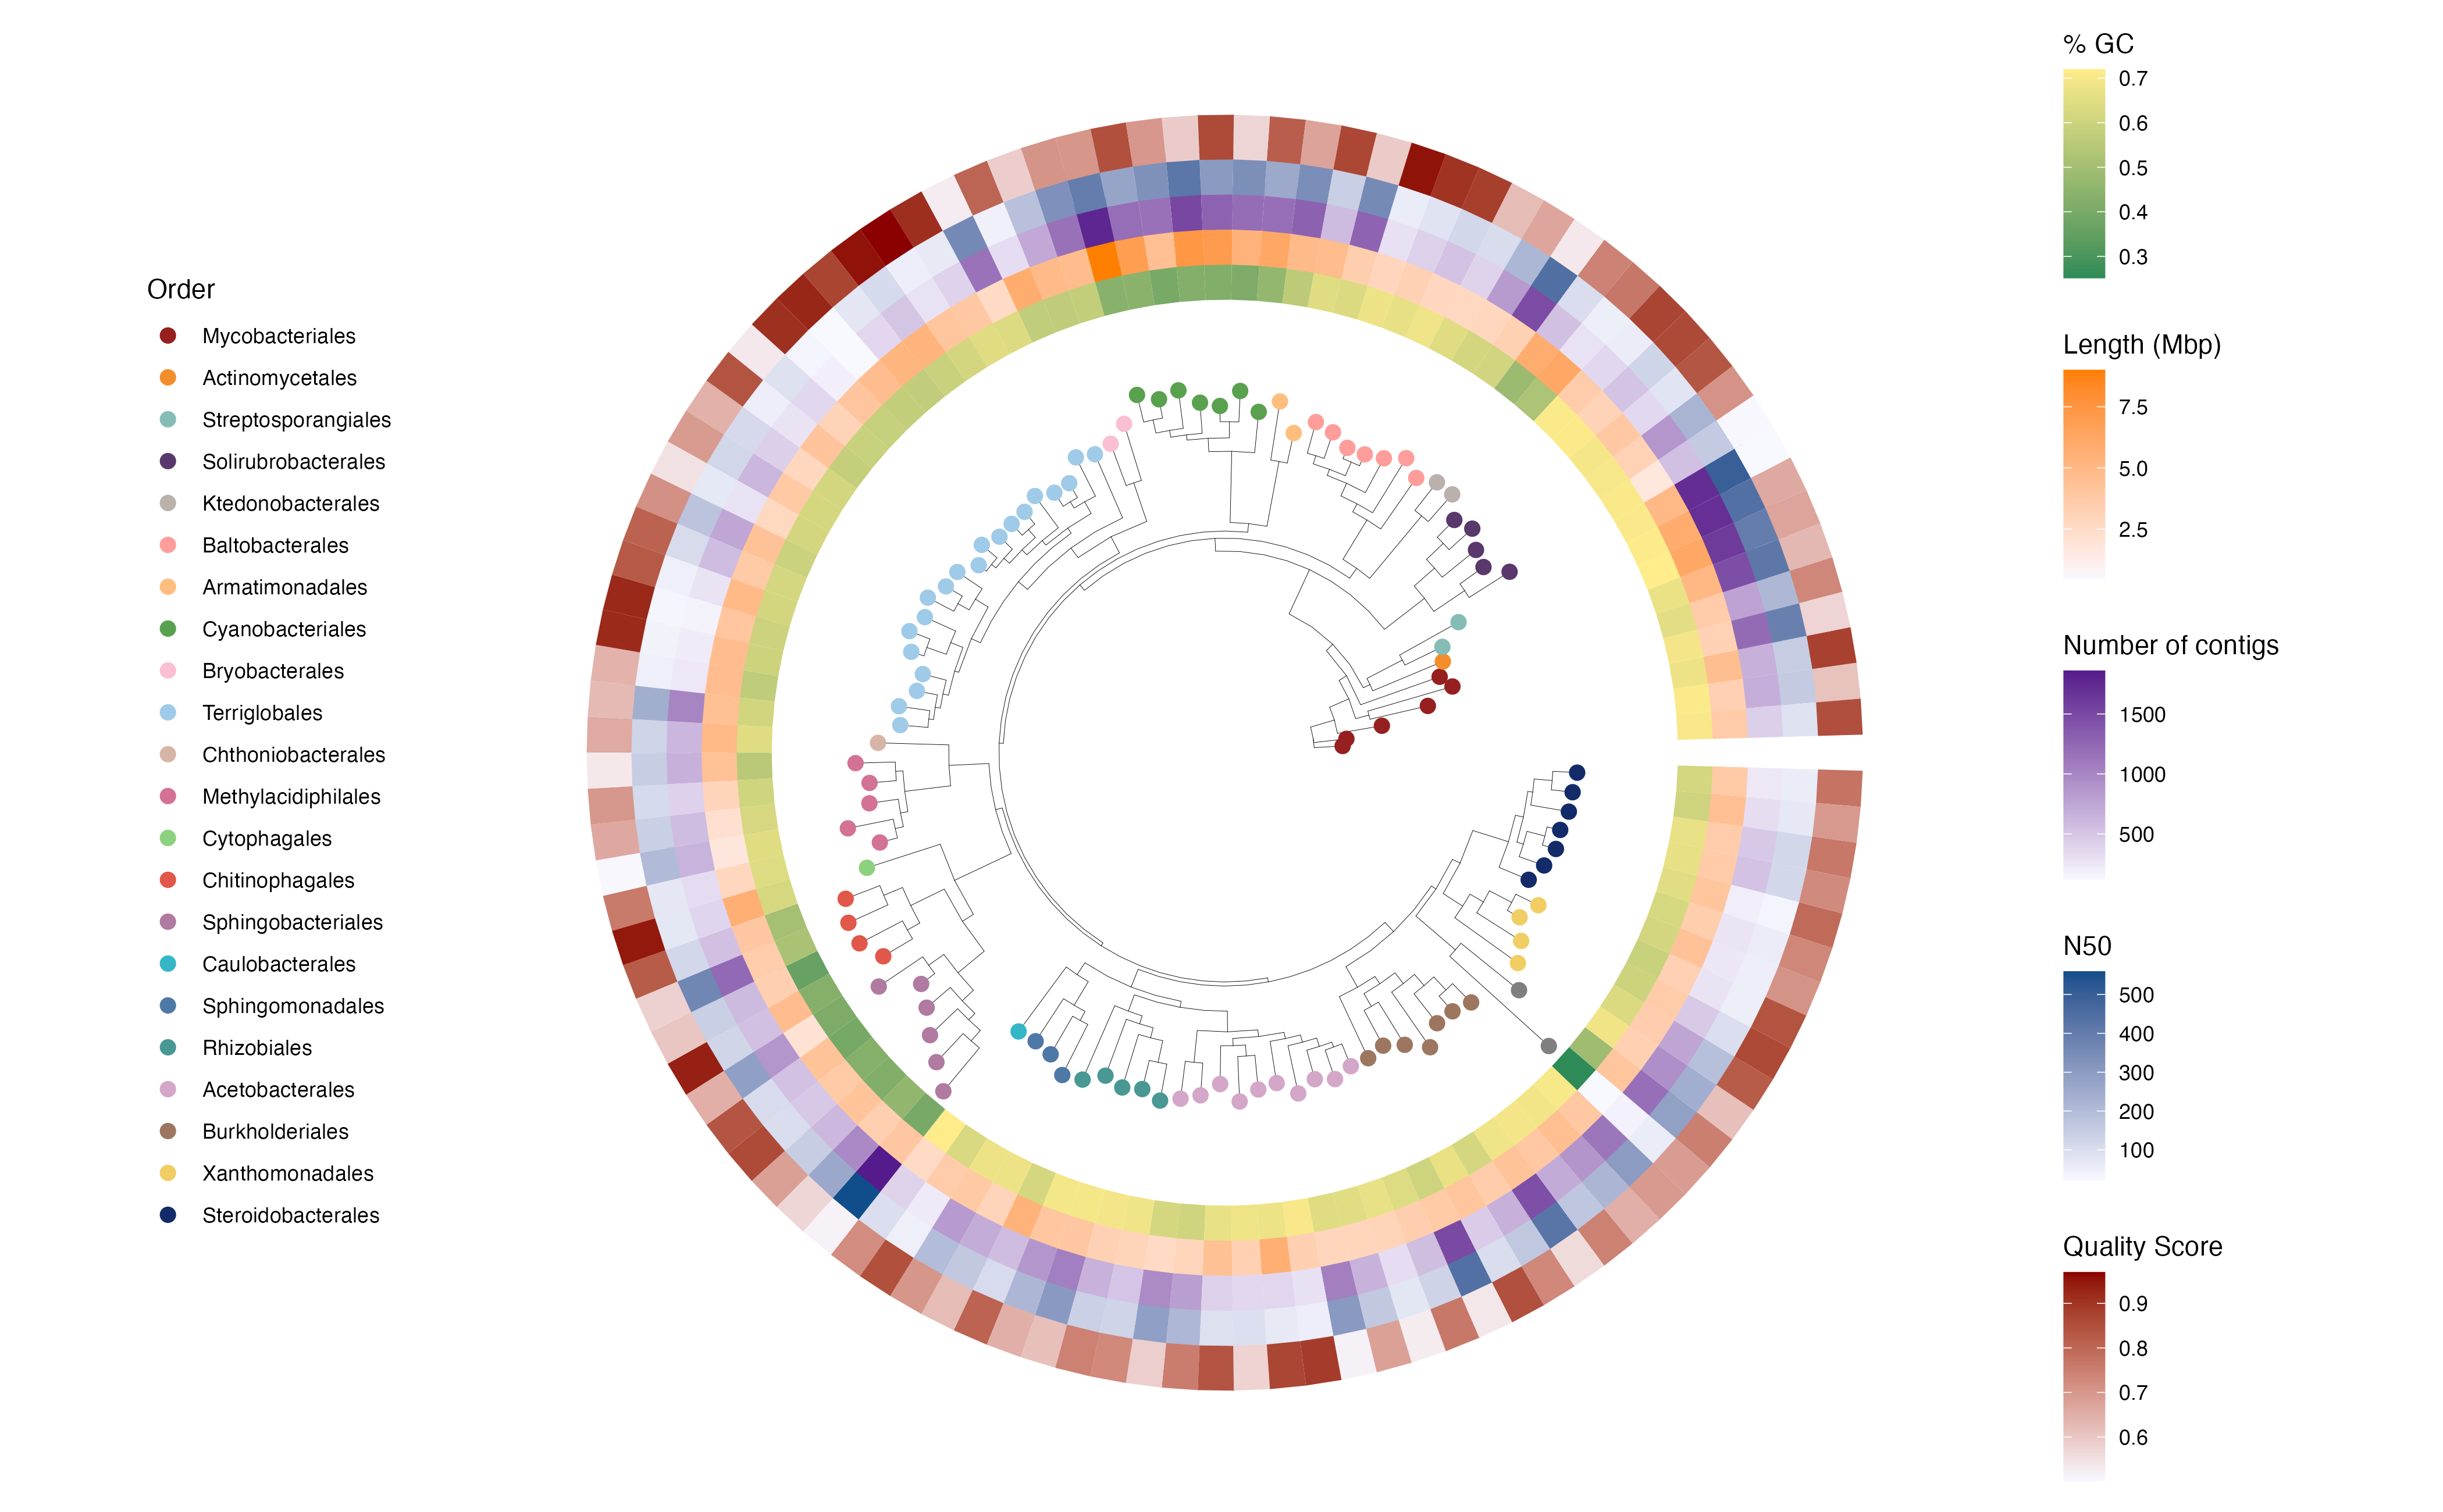 Order
Mycobacteriales
Actinomycetales
Streptosporangiales
Solirubrobacterales
Ktedonobacterales
Baltobacterales
Armatimonadales
Cyanobacteriales
Bryobacterales
Terriglobales
Chthoniobacterales
Methylacidiphilales
Cytophagales
Chitinophagales
Sphingobacteriales
Caulobacterales
Sphingomonadales
Rhizobiales
Acetobacterales
Burkholderiales
Xanthomonadales
Steroidobacterales
% GC
0.7
0.6
0.5
0.4
0.3
Length (Mbp)
7.5
5.0
2.5
Number of contigs
1500
1000
500
N50
500
400
300
200
100
Quality Score
0.9
0.8
0.7
0.6